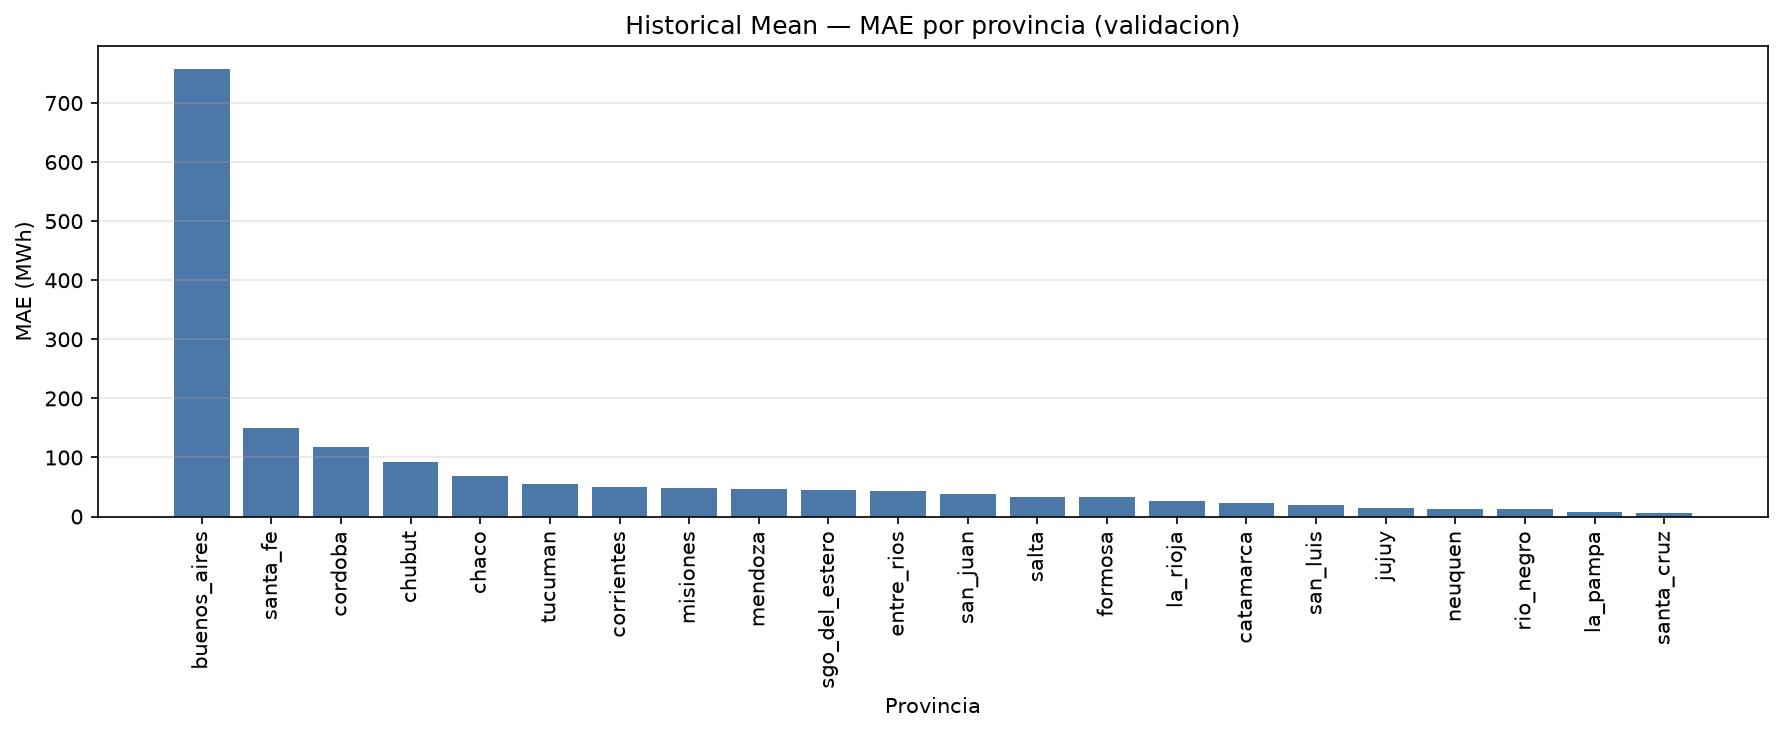 Historical Mean — MAE por provincia (validacion)
MAE (MWh)
700
600
500
400
300
200
100
0
buenos_aires
santa_fe
cordoba
chubut
chaco
tucuman
corrientes
misiones
mendoza
sgo_del_estero
entre_rios
san_juan
salta
formosa
la_rioja
catamarca
san_luis
jujuy
neuquen
rio_negro
la_pampa
santa_cruz
Provincia